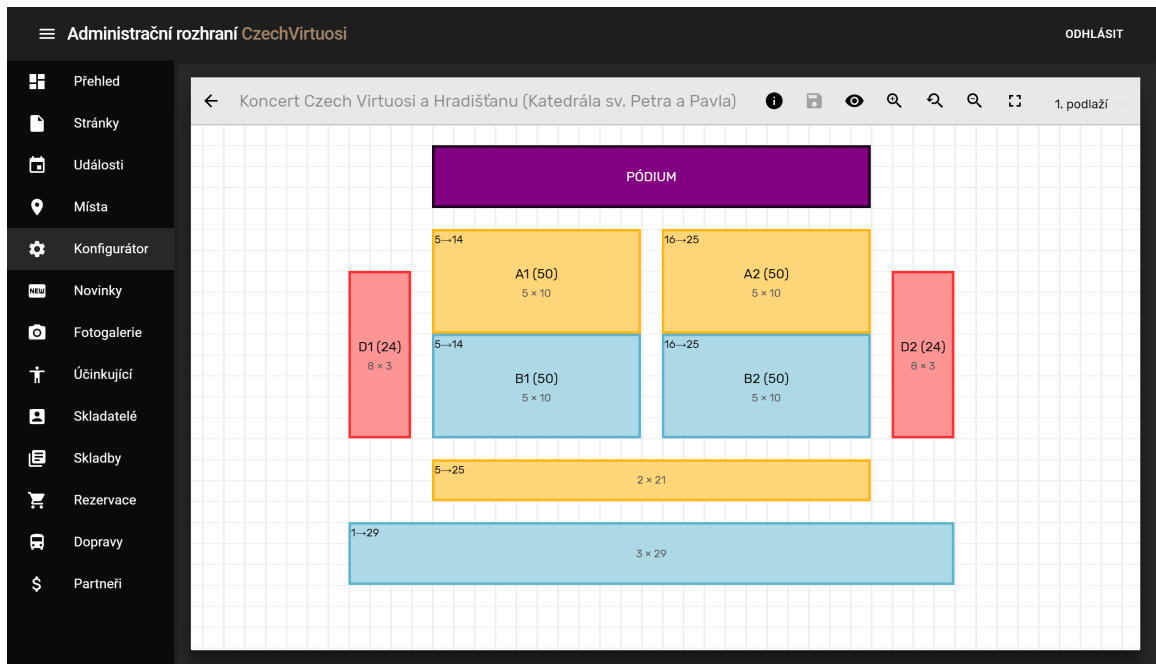 Administrační rozhraní CzechVirtuosi
ODHLÁSIT
Přehled
Stránky
Události
Místa
Konfigurátor
NEW
Novinky
Fotogalerie
Účinkující
Skladatelé
Skladby
Rezervace
Dopravy
Partneři
Koncert Czech Virtuosi a Hradišťanu (Katedrála sv. Petra a Pavla)
1. podlaží
PÓDIUM
5→14
A1 (50)
5 × 10
16→25
A2 (50)
5 × 10
D1 (24)
8 × 3
5→14
B1 (50)
5 × 10
16→25
B2 (50)
5 × 10
D2 (24)
8 × 3
5→25
2 × 21
1→29
3 × 29